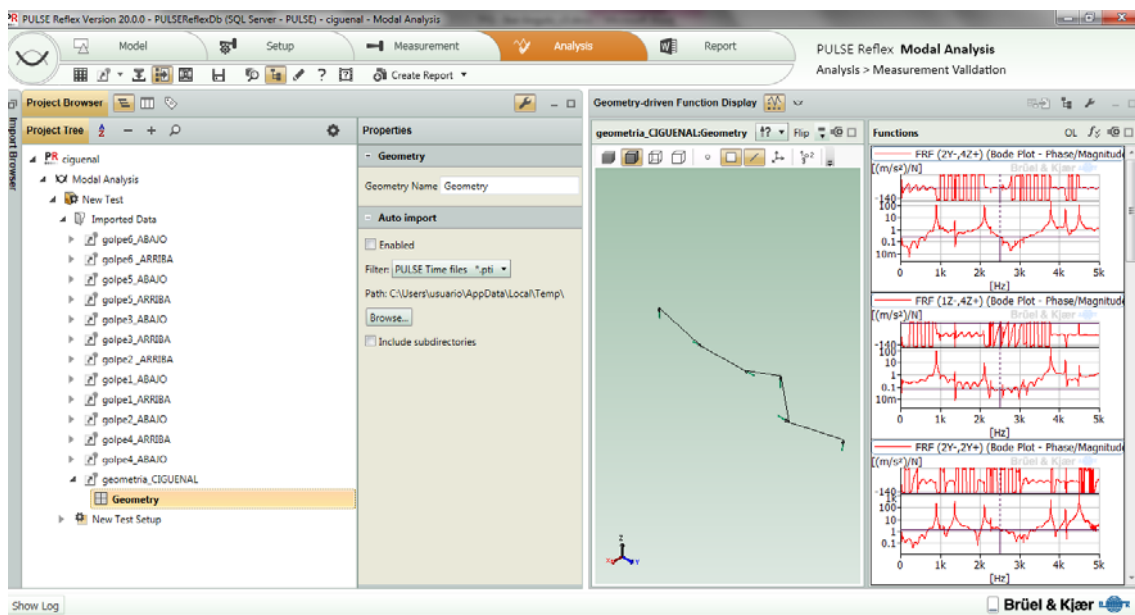 PULSE Reflex Version 20.0.0 - PULSEReflexDb (SQL Server - PULSE) - ciguenal - Modal Analysis
Model
Setup
Measurement
Analysis
Report
PULSE Reflex Modal Analysis
Analysis > Measurement Validation
Create Report
Import Browser
Project Browser
Project Tree
ciguenal
Modal Analysis
New Test
Imported Data
golpe6_ABAJO
golpe6 _ARRIBA
golpe5_ABAJO
golpe5_ARRIBA
golpe3_ABAJO
golpe3_ARRIBA
golpe2 _ARRIBA
golpe1_ABAJO
golpe1_ARRIBA
golpe2_ABAJO
golpe4_ARRIBA
golpe4_ABAJO
geometria_CIGUENAL
Geometry
New Test Setup
Properties
Geometry
Geometry Name Geometry
Auto import
Enabled
Filter: PULSE Time files *.pti
Path: C:\Users\usuario\AppData\Local\Temp\
Browse...
Include subdirectories
Geometry-driven Function Display
geometria_CIGUENAL:Geometry
Flip
Z
X Y
Functions
OL
FRF (2Y-,4Z+) (Bode Plot - Phase/Magnitude
[(m/s²)/N]
Brüel & Kjær
-140
100
10
1
0.1
10m
0 1k 2k 3k 4k 5k
[Hz]
FRF (1Z-,4Z+) (Bode Plot - Phase/Magnitude
[(m/s²)/N]
Brüel & Kjær
-140
100
10
1
100m
10m
0 1k 2k 3k 4k 5k
[Hz]
FRF (2Y-,2Y+) (Bode Plot - Phase/Magnitude
[(m/s²)/N]
Brüel & Kjær
-140
1k
100
10
1
0.1
0 1k 2k 3k 4k 5k
[Hz]
Show Log
Brüel & Kjær